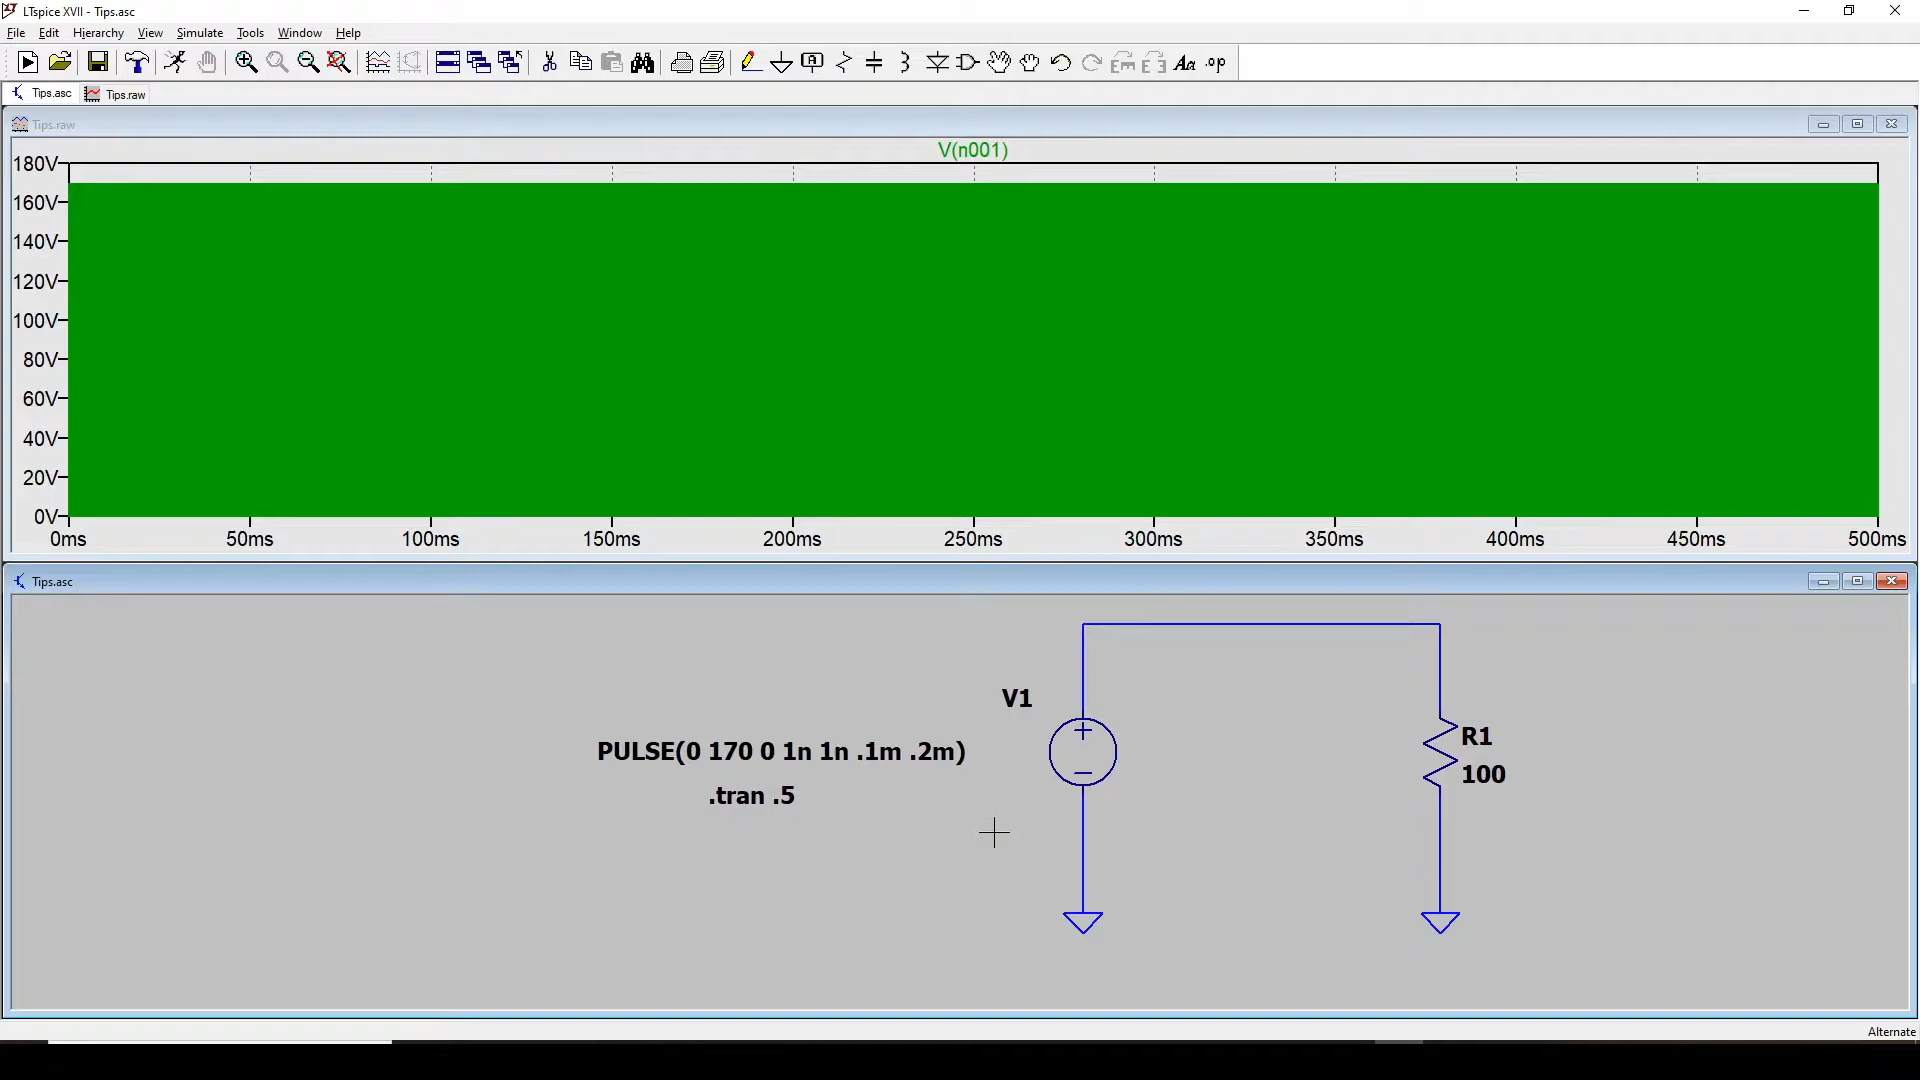 LTspice XVII - Tips.asc
File Edit Hierarchy View Simulate Tools Window Help
A Aa .op
Tips.asc Tips.raw
Tips.raw
V(n001)
180V
160V
140V
120V
100V
80V
60V
40V
20V
0V
0ms 50ms 100ms 150ms 200ms 250ms 300ms 350ms 400ms 450ms 500ms
Tips.asc
V1
PULSE(0 170 0 1n 1n .1m .2m)
.tran .5
R1
100
Alternate